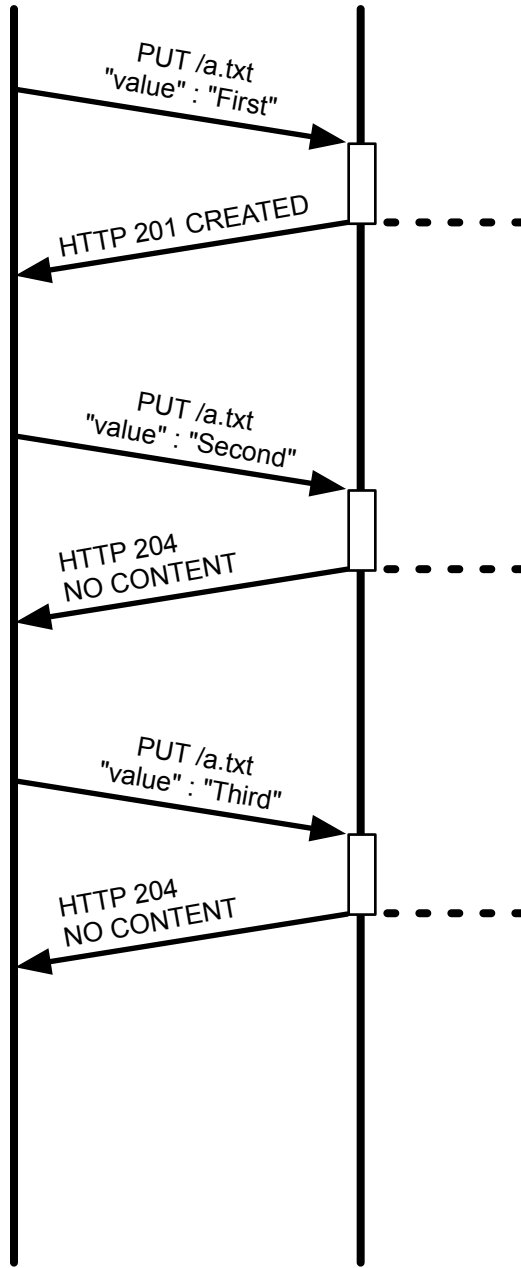 PUT /a.txt
"value" : "First"
HTTP 201 CREATED
PUT /a.txt
"value" : "Second"
HTTP 204
NO CONTENT
PUT /a.txt
"value" : "Third"
HTTP 204
NO CONTENT